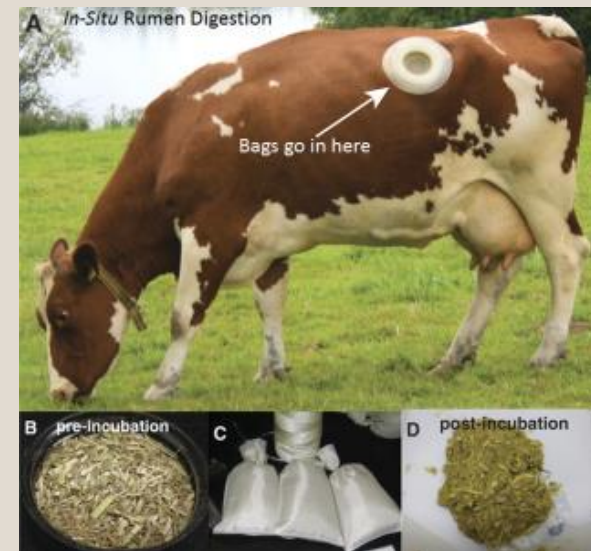 A In-Situ Rumen Digestion
Bags go in here
B pre-incubation
C
D post-incubation